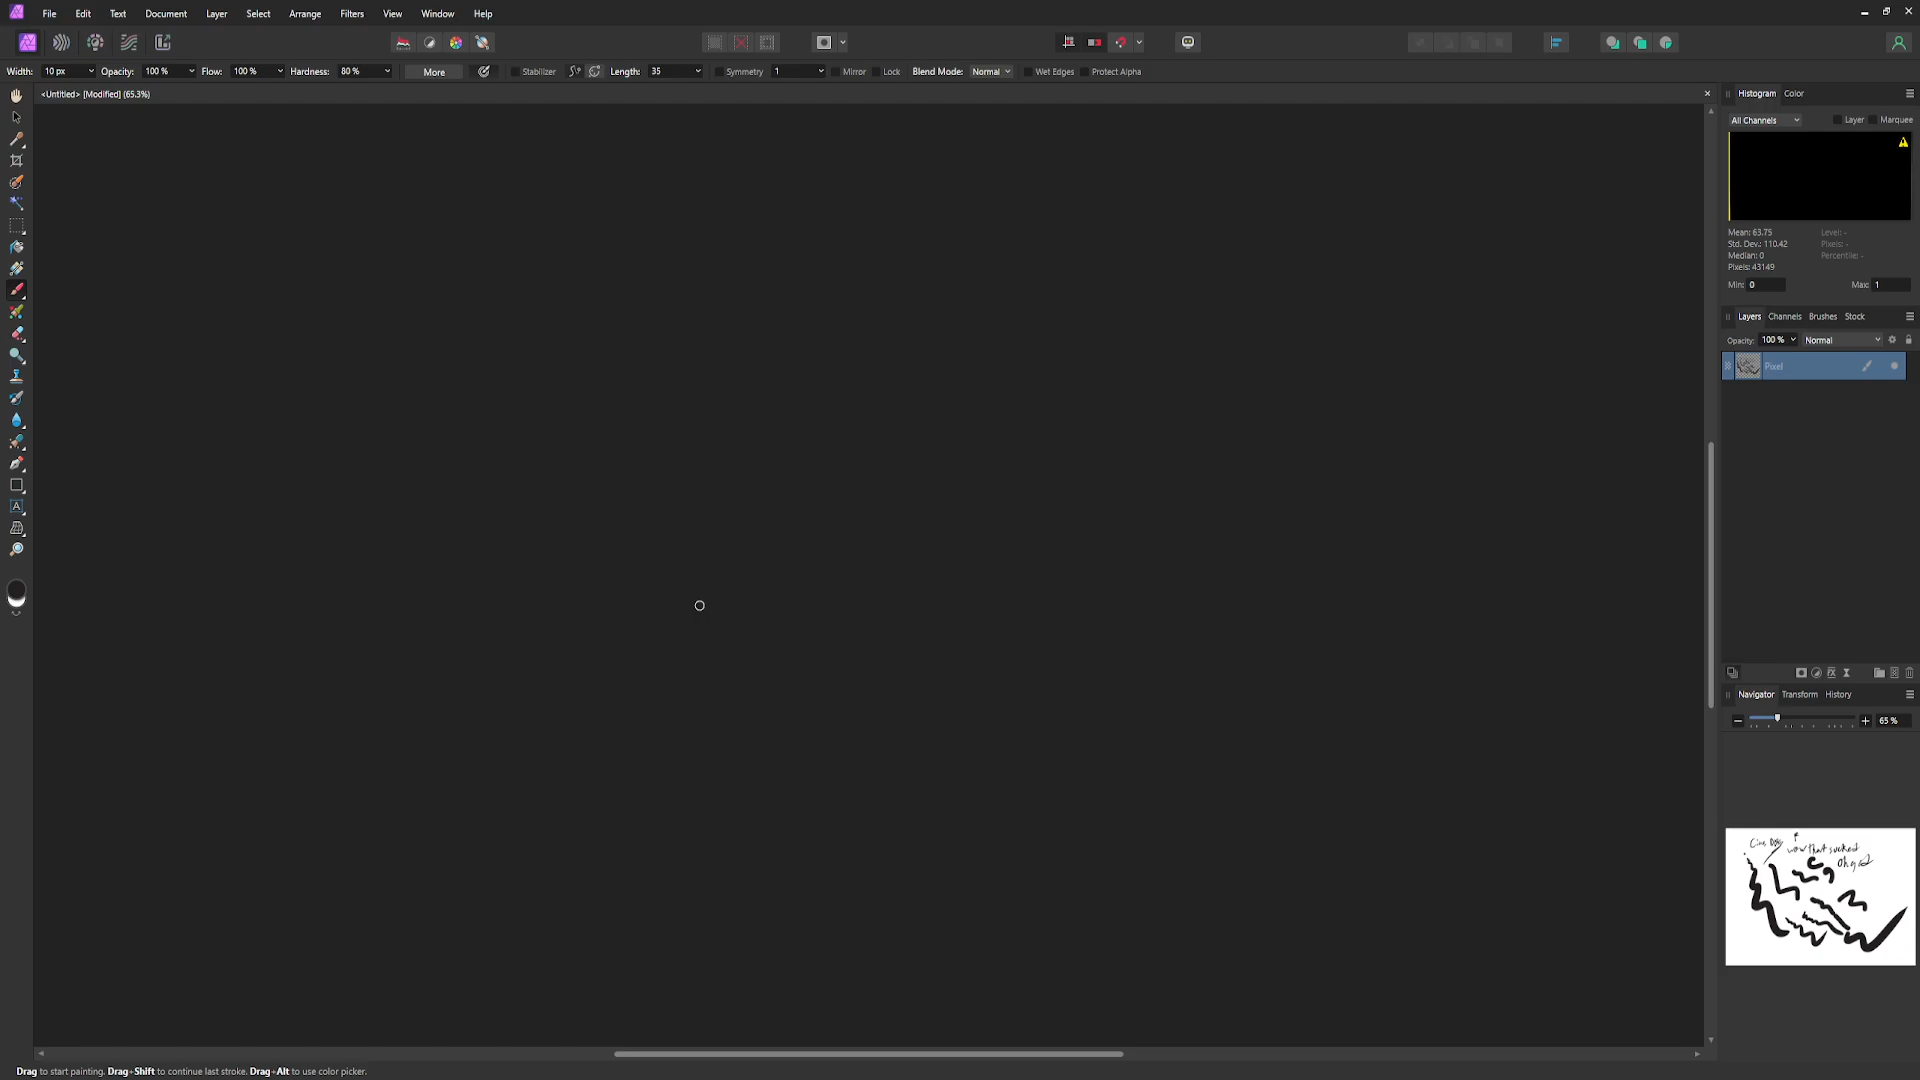 File Edit Text Document Layer Select Arrange Filters View Window Help
Width: 10 px Opacity: 100 % Flow: 100 % Hardness: 80 % More Stabilizer Length: 35 Symmetry 1 Mirror Lock Blend Mode: Normal Wet Edges Protect Alpha
<Untitled> [Modified] (65.3%)
Histogram Color
All Channels Layer Marquee
Mean: 63.75 Level: -
Std. Dev.: 110.42 Pixels: -
Median: 0 Percentile: -
Pixels: 43149
Min: 0 Max: 1
Layers Channels Brushes Stock
Opacity: 100 % Normal
Pixel
Navigator Transform History
65 %
wow that sucked
Drag to start painting. Drag+Shift to continue last stroke. Drag+Alt to use color picker.